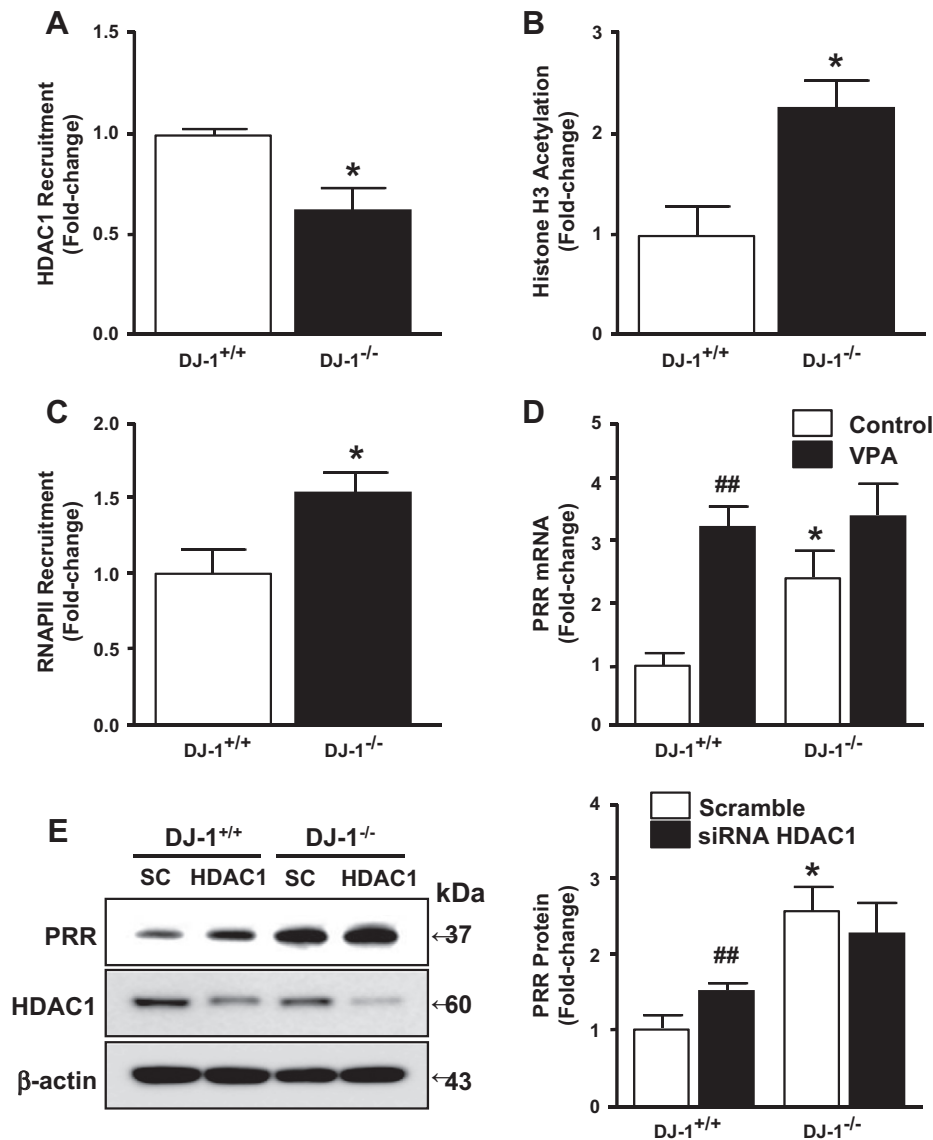 A
HDAC1 Recruitment
(Fold-change)
1.5
1.0
0.5
0.0
*
DJ-1+/+
DJ-1-/-
B
Histone H3 Acetylation
(Fold-change)
3
2
1
0
*
DJ-1+/+
DJ-1-/-
C
RNAPII Recruitment
(Fold-change)
2.0
1.5
1.0
0.5
0.0
*
DJ-1+/+
DJ-1-/-
D
PRR mRNA
(Fold-change)
5
4
3
2
1
0
Control
VPA
##
*
DJ-1+/+
DJ-1-/-
E
DJ-1+/+ DJ-1-/-
SC HDAC1 SC HDAC1 kDa
PRR ←37
HDAC1 ←60
β-actin ←43
PRR Protein
(Fold-change)
4
3
2
1
0
Scramble
siRNA HDAC1
##
*
DJ-1+/+
DJ-1-/-